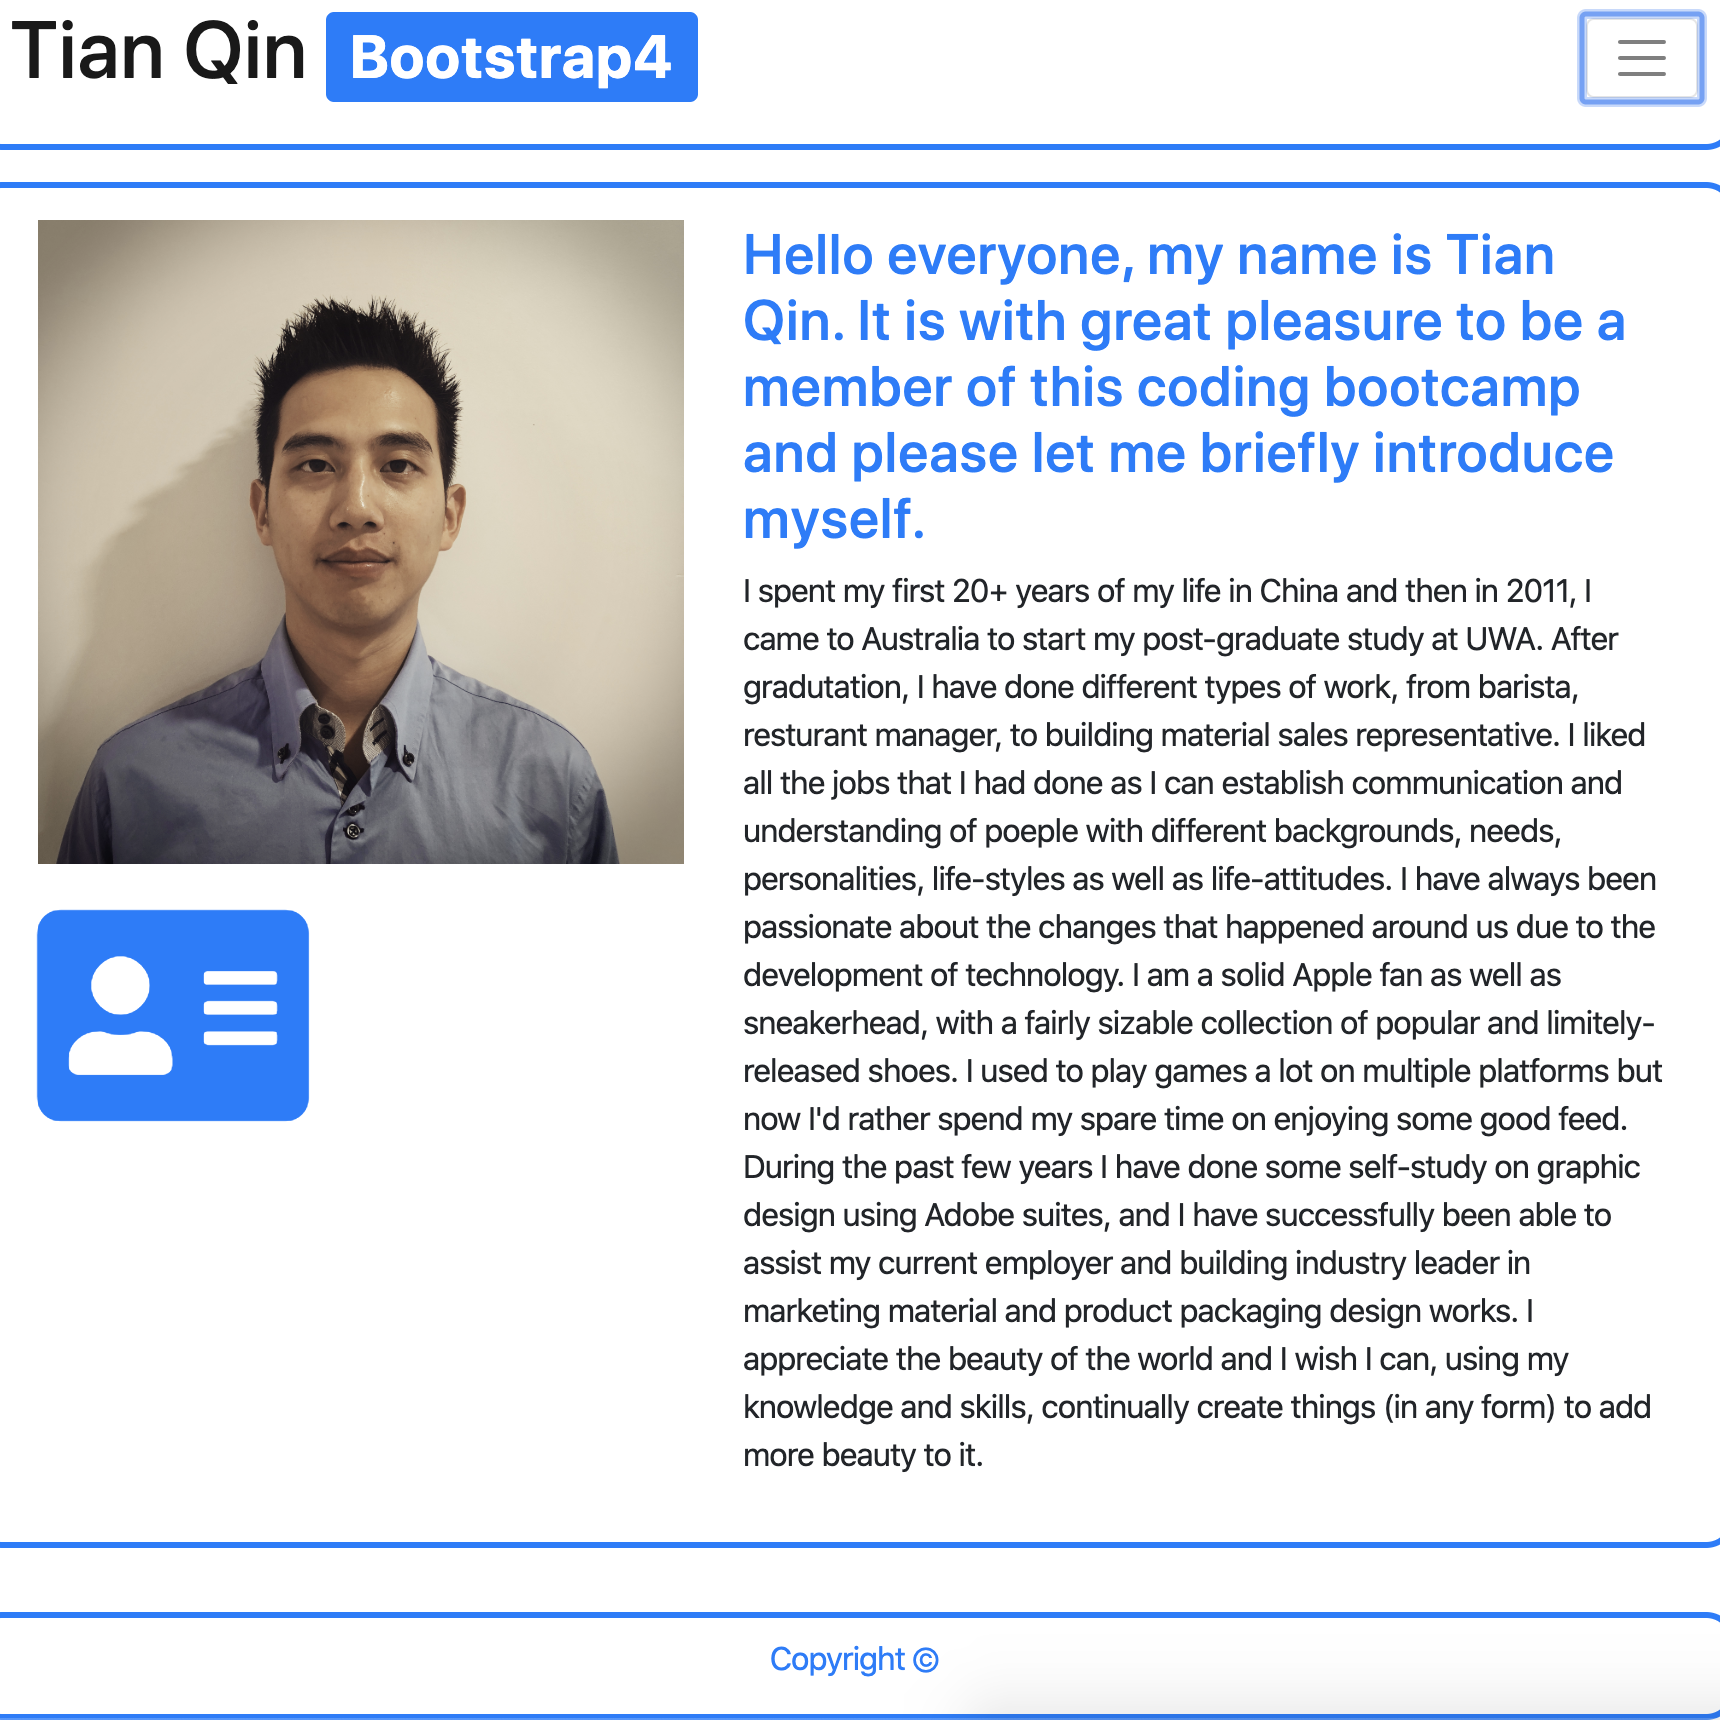 Tian Qin Bootstrap4
Hello everyone, my name is Tian
Qin. It is with great pleasure to be a
member of this coding bootcamp
and please let me briefly introduce
myself.
I spent my first 20+ years of my life in China and then in 2011, I
came to Australia to start my post-graduate study at UWA. After
gradutation, I have done different types of work, from barista,
resturant manager, to building material sales representative. I liked
all the jobs that I had done as I can establish communication and
understanding of poeple with different backgrounds, needs,
personalities, life-styles as well as life-attitudes. I have always been
passionate about the changes that happened around us due to the
development of technology. I am a solid Apple fan as well as
sneakerhead, with a fairly sizable collection of popular and limitely-
released shoes. I used to play games a lot on multiple platforms but
now I'd rather spend my spare time on enjoying some good feed.
During the past few years I have done some self-study on graphic
design using Adobe suites, and I have successfully been able to
assist my current employer and building industry leader in
marketing material and product packaging design works. I
appreciate the beauty of the world and I wish I can, using my
knowledge and skills, continually create things (in any form) to add
more beauty to it.
Copyright ©